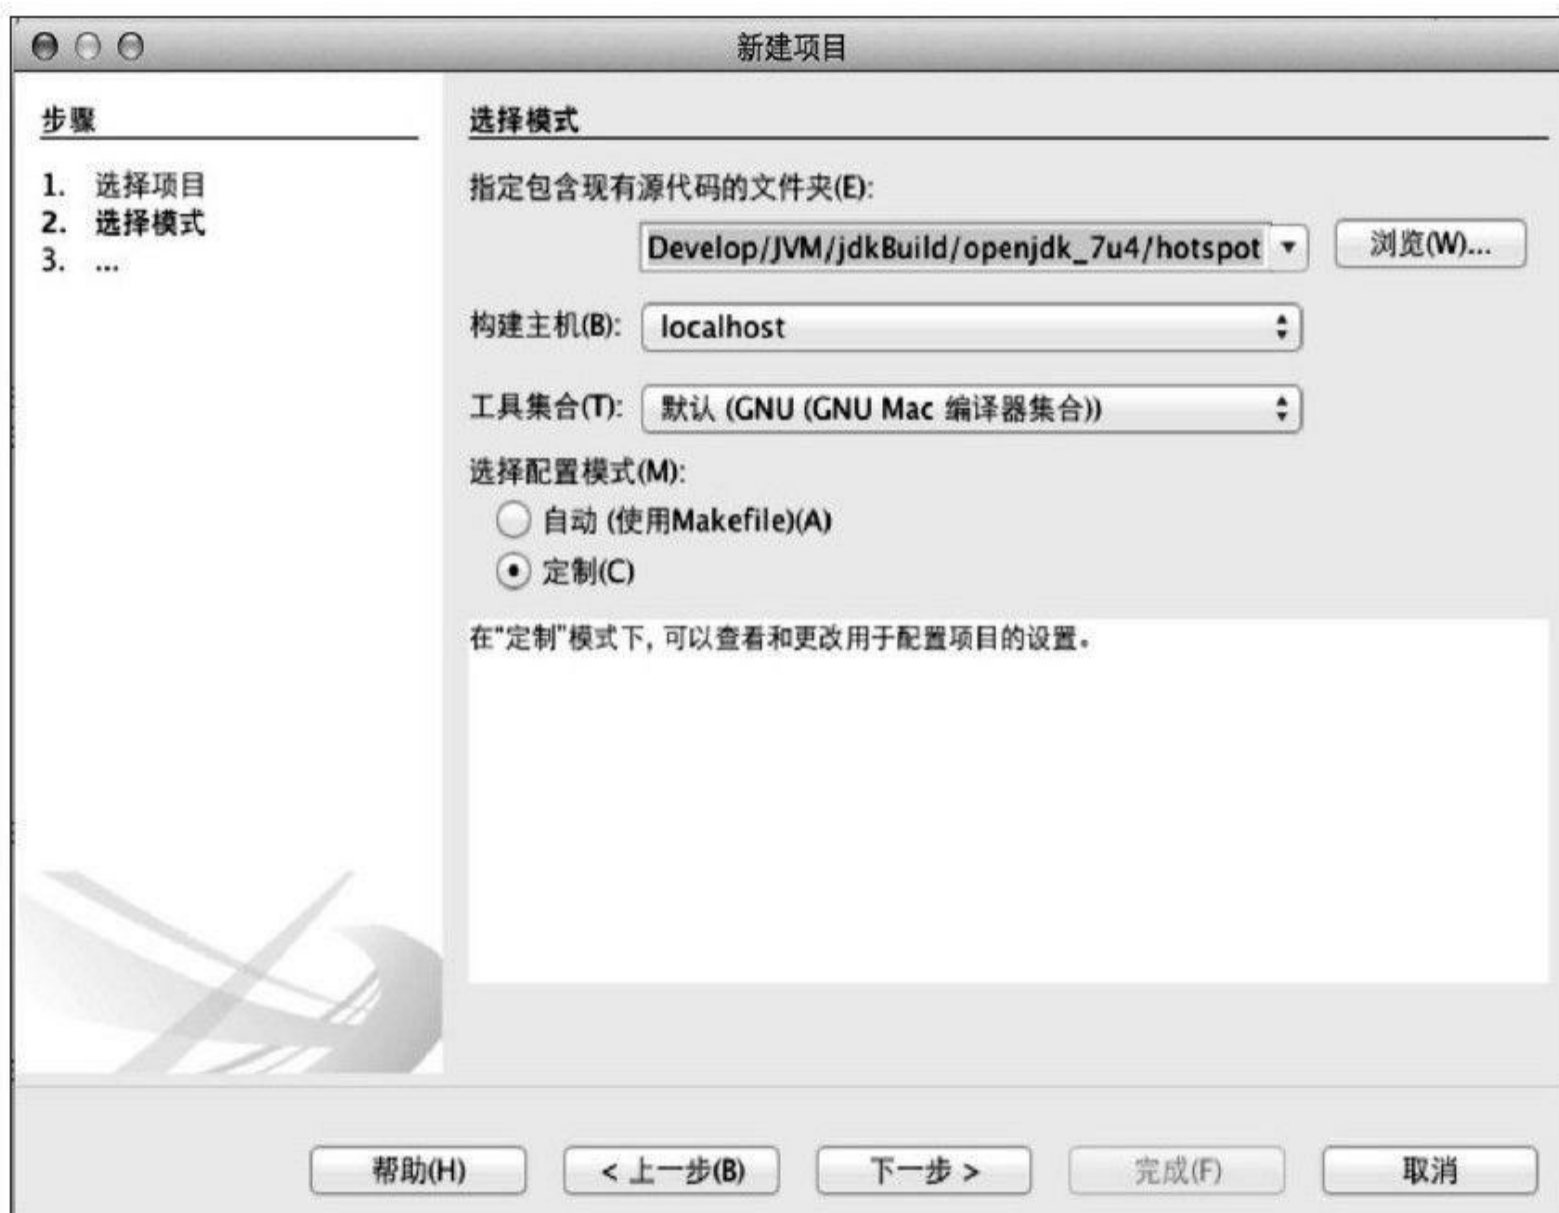 新建项目
步骤
1. 选择项目
2. 选择模式
3. ...
选择模式
指定包含现有源代码的文件夹(E):
Develop/JVM/jdkBuild/openjdk_7u4/hotspot
浏览(W)...
构建主机(B):
localhost
工具集合(T):
默认 (GNU (GNU Mac 编译器集合))
选择配置模式(M):
自动 (使用Makefile)(A)
定制(C)
在"定制"模式下, 可以查看和更改用于配置项目的设置。
帮助(H)
< 上一步(B)
下一步 >
完成(F)
取消